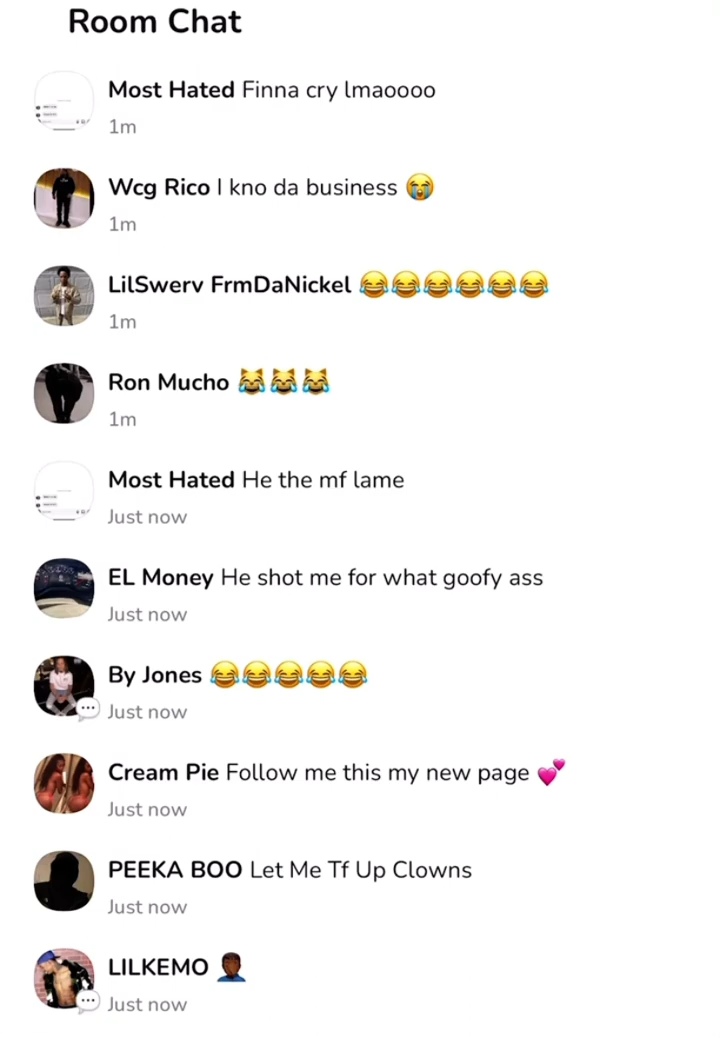 Room Chat
Most Hated Finna cry lmaoooo
1m
Wcg Rico I kno da business 😭
1m
LilSwerv FrmDaNickel 😂😂😂😂😂😂
1m
Ron Mucho 😹😹😹
1m
Most Hated He the mf lame
Just now
EL Money He shot me for what goofy ass
Just now
By Jones 😂😂😂😂😂
Just now
Cream Pie Follow me this my new page 💕
Just now
PEEKA BOO Let Me Tf Up Clowns
Just now
LILKEMO 🤦🏾‍♂️
Just now